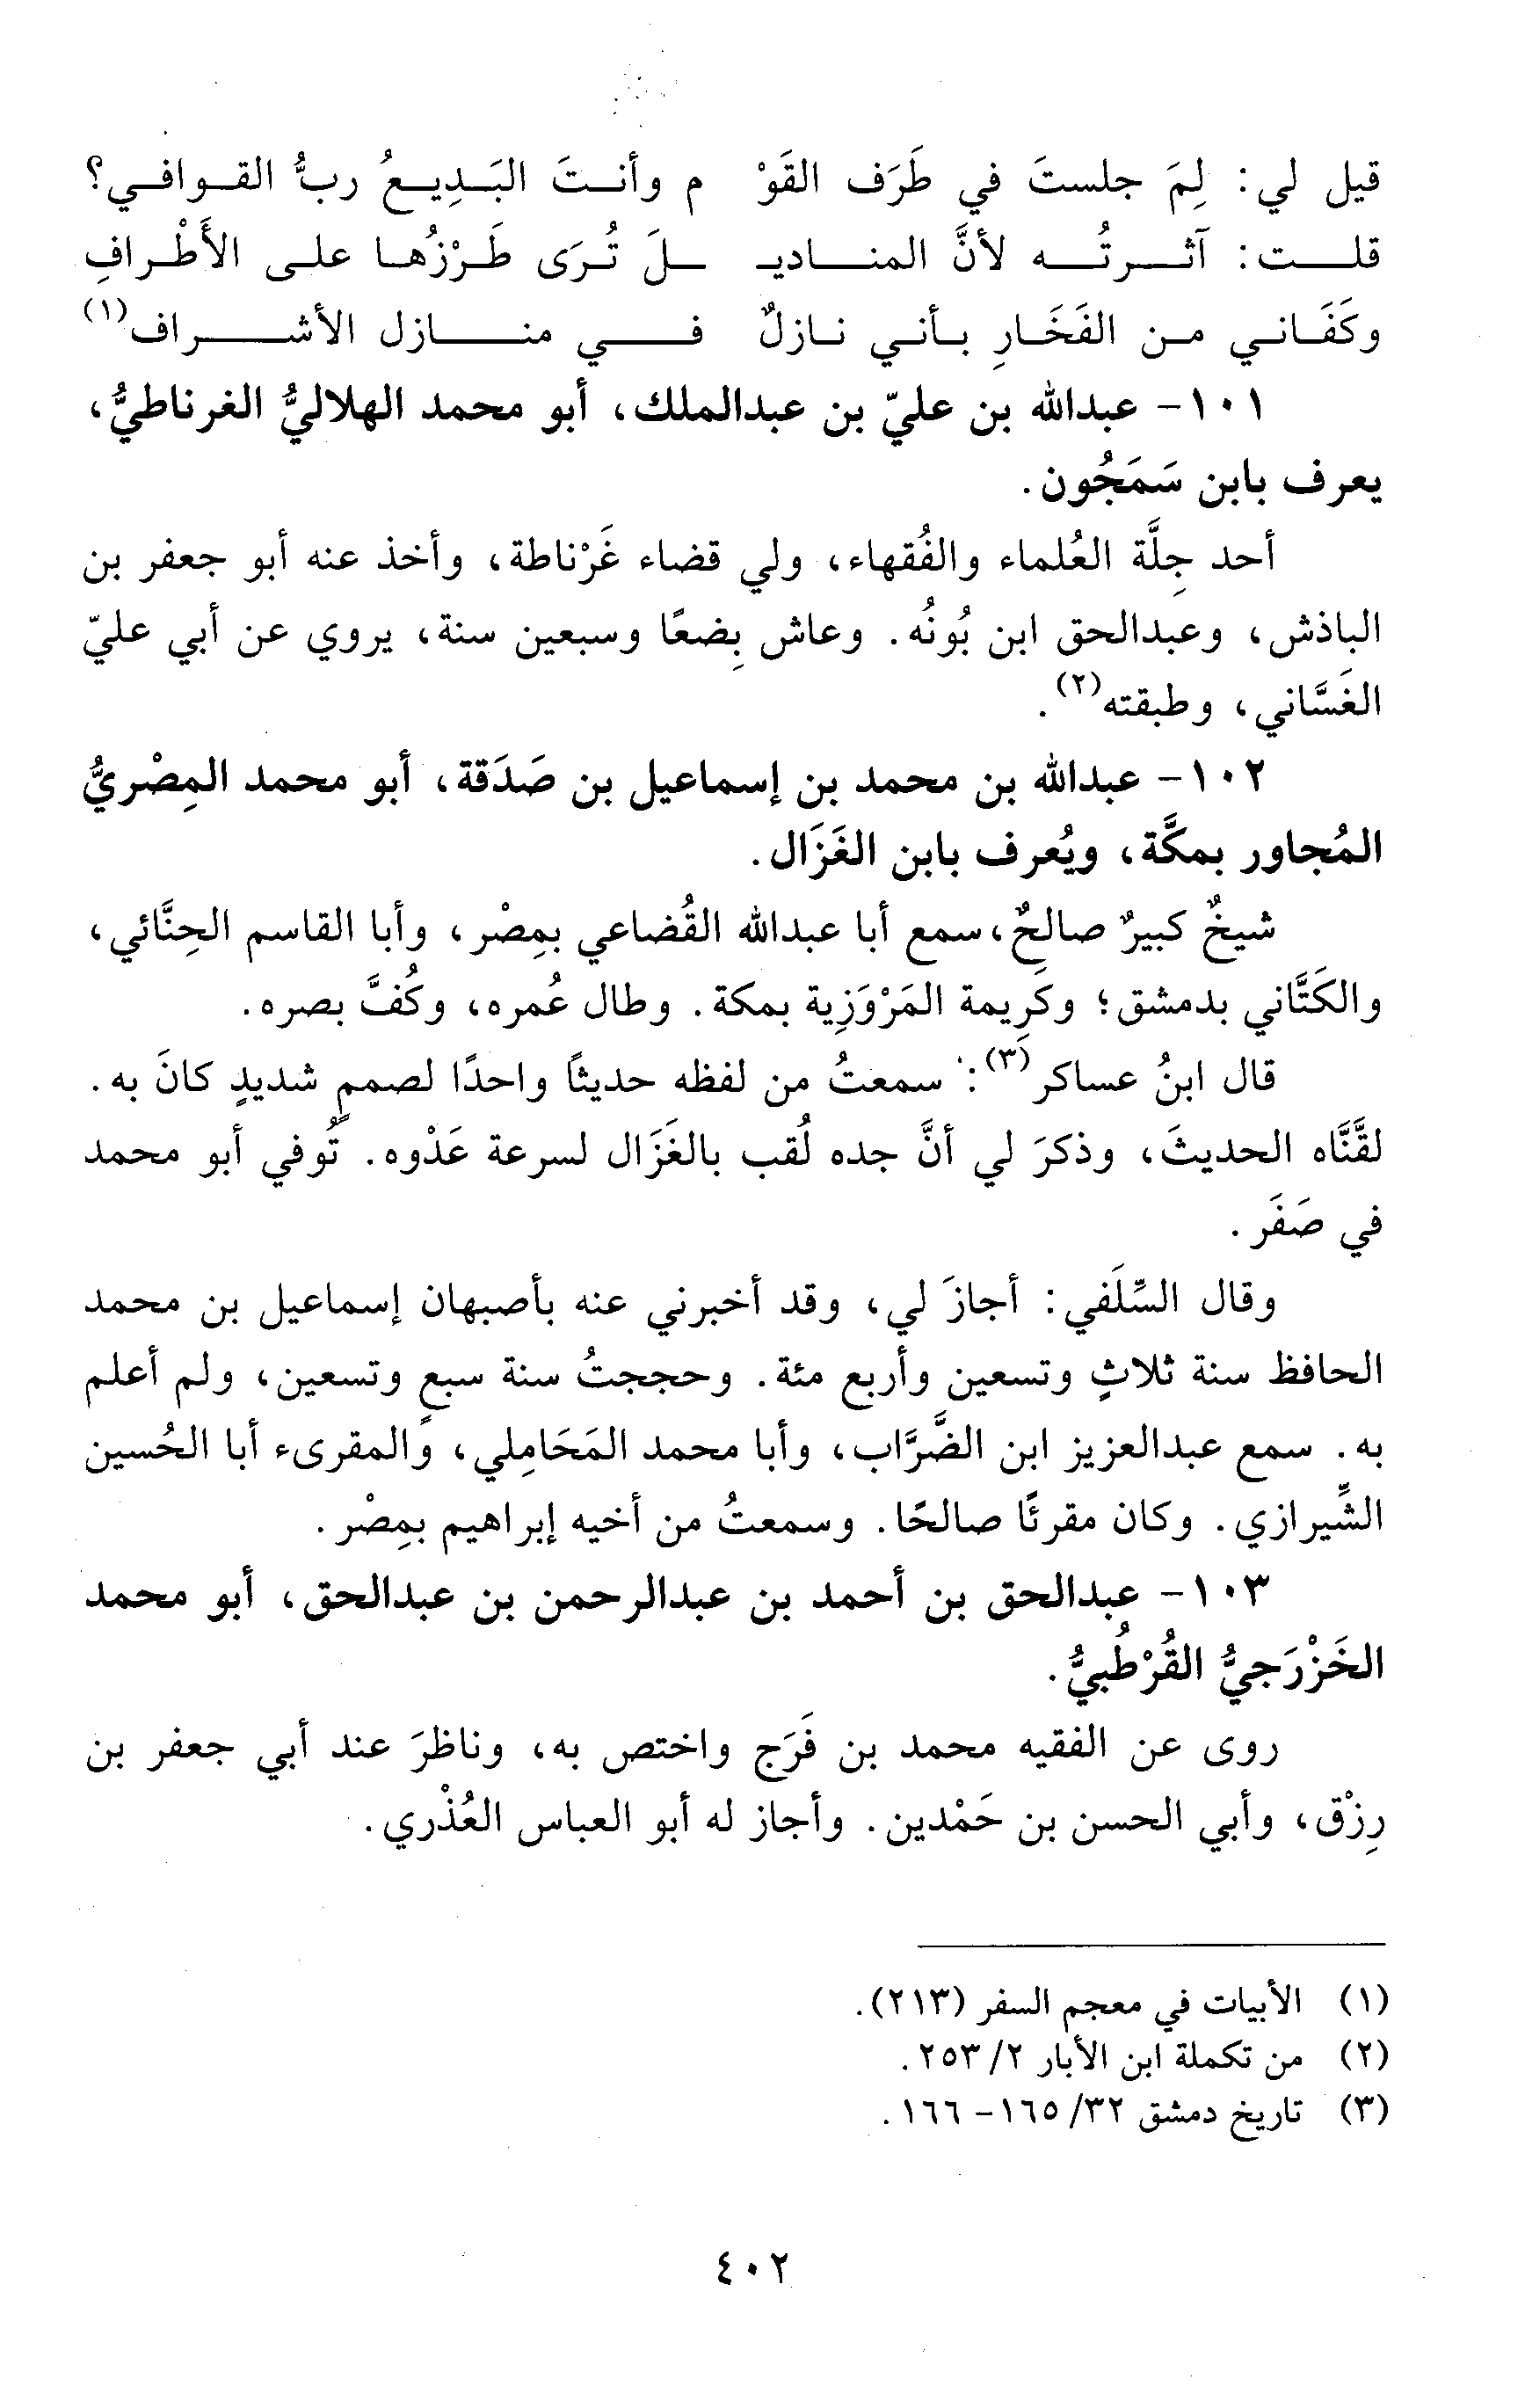 قيل لي: لِمَ جلستَ في طَرَف القَوْ م وأنتَ البَدِيعُ ربُّ القوافي؟
قلت: آثرتُه لأنَّ المناديـ ـلَ تُرَى طَرْزُها على الأَطْرافِ
وكَفَاني من الفَخَارِ بأني نازلٌ في منازل الأشراف(١)
١٠١- عبدالله بن عليّ بن عبدالملك، أبو محمد الهلاليُّ الغرناطيُّ،
يعرف بابن سَمَجُون.
أحد جِلَّة العُلماء والفُقهاء، ولي قضاء غَرْناطة، وأخذ عنه أبو جعفر بن
الباذش، وعبدالحق ابن بُونُه. وعاش بِضعًا وسبعين سنة، يروي عن أبي عليّ
الغَسَّاني، وطبقته(٢).
١٠٢- عبدالله بن محمد بن إسماعيل بن صَدَقة، أبو محمد المِصْريُّ
المُجاور بمكَّة، ويُعرف بابن الغَزَال.
شيخٌ كبيرٌ صالحٌ، سمع أبا عبدالله القُضاعي بمِصْر، وأبا القاسم الحِنَّائي،
والكَتَّاني بدمشق؛ وكَرِيمة المَرْوَزِية بمكة. وطال عُمره، وكُفَّ بصره.
قال ابنُ عساكر(٣): سمعتُ من لفظه حديثًا واحدًا لصممٍ شديدٍ كانَ به.
لقَّنَّاه الحديثَ، وذكرَ لي أنَّ جده لُقب بالغَزَال لسرعة عَدْوه. تُوفي أبو محمد
في صَفَر.
وقال السِّلَفي: أجازَ لي، وقد أخبرني عنه بأصبهان إسماعيل بن محمد
الحافظ سنة ثلاثٍ وتسعين وأربع مئة. وحججتُ سنة سبعٍ وتسعين، ولم أعلم
به. سمع عبدالعزيز ابن الضَّرَّاب، وأبا محمد المَحَامِلي، والمقرىء أبا الحُسين
الشِّيرازي. وكان مقرئًا صالحًا. وسمعتُ من أخيه إبراهيم بمِصْر.
١٠٣- عبدالحق بن أحمد بن عبدالرحمن بن عبدالحق، أبو محمد
الخَزْرَجيُّ القُرْطُبيُّ.
روى عن الفقيه محمد بن فَرَج واختص به، وناظرَ عند أبي جعفر بن
رِزْق، وأبي الحسن بن حَمْدين. وأجاز له أبو العباس العُذْري.
(١) الأبيات في معجم السفر (٢١٣).
(٢) من تكملة ابن الأبار ٢/ ٢٥٣.
(٣) تاريخ دمشق ٣٢/ ١٦٥- ١٦٦.
٤٠٢